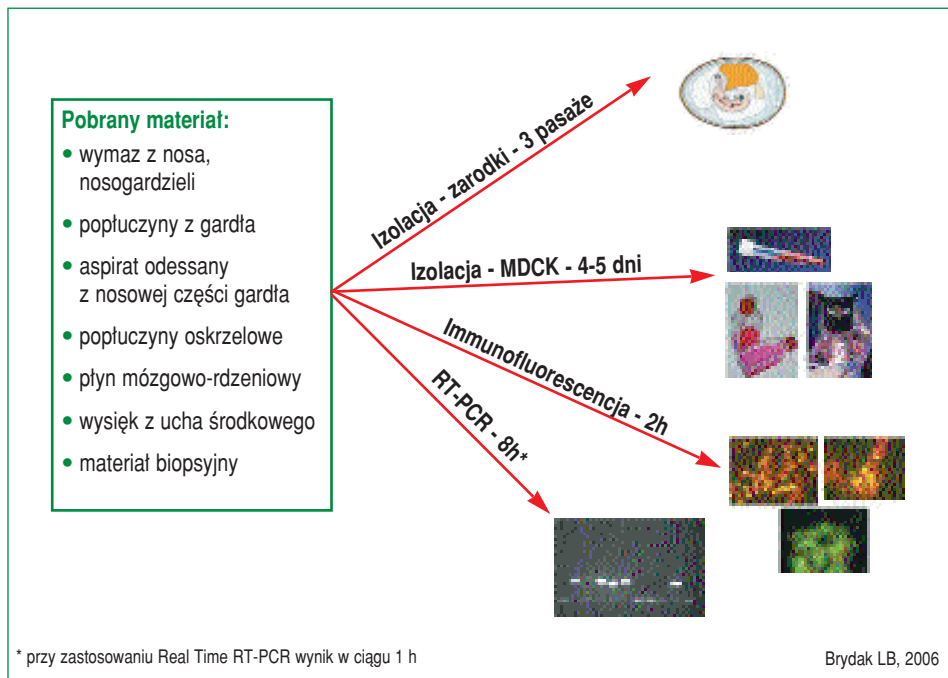 Pobrany materiał:
• wymaz z nosa,
nosogardzieli
• popłuczyny z gardła
• aspirat odessany
z nosowej części gardła
• popłuczyny oskrzelowe
• płyn mózgowo-rdzeniowy
• wysięk z ucha środkowego
• materiał biopsyjny
Izolacja - zarodki - 3 pasaże
Izolacja - MDCK - 4-5 dni
Immunofluorescencja - 2h
RT-PCR - 8h*
* przy zastosowaniu Real Time RT-PCR wynik w ciągu 1 h
Brydak LB, 2006